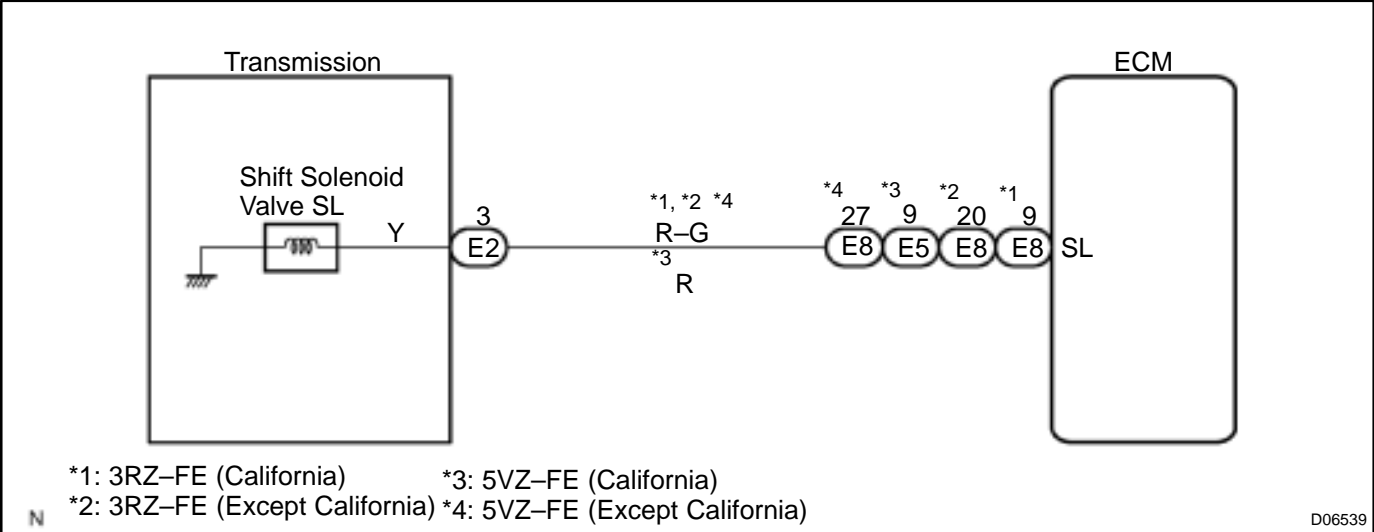 Transmission
ECM
Shift Solenoid
Valve SL
Y
3
E2
*1, *2 *4
R–G
*3
R
*4 *3 *2 *1
27 9 20 9
E8 E5 E8 E8 SL
*1: 3RZ–FE (California) *3: 5VZ–FE (California)
*2: 3RZ–FE (Except California) *4: 5VZ–FE (Except California)
N
D06539